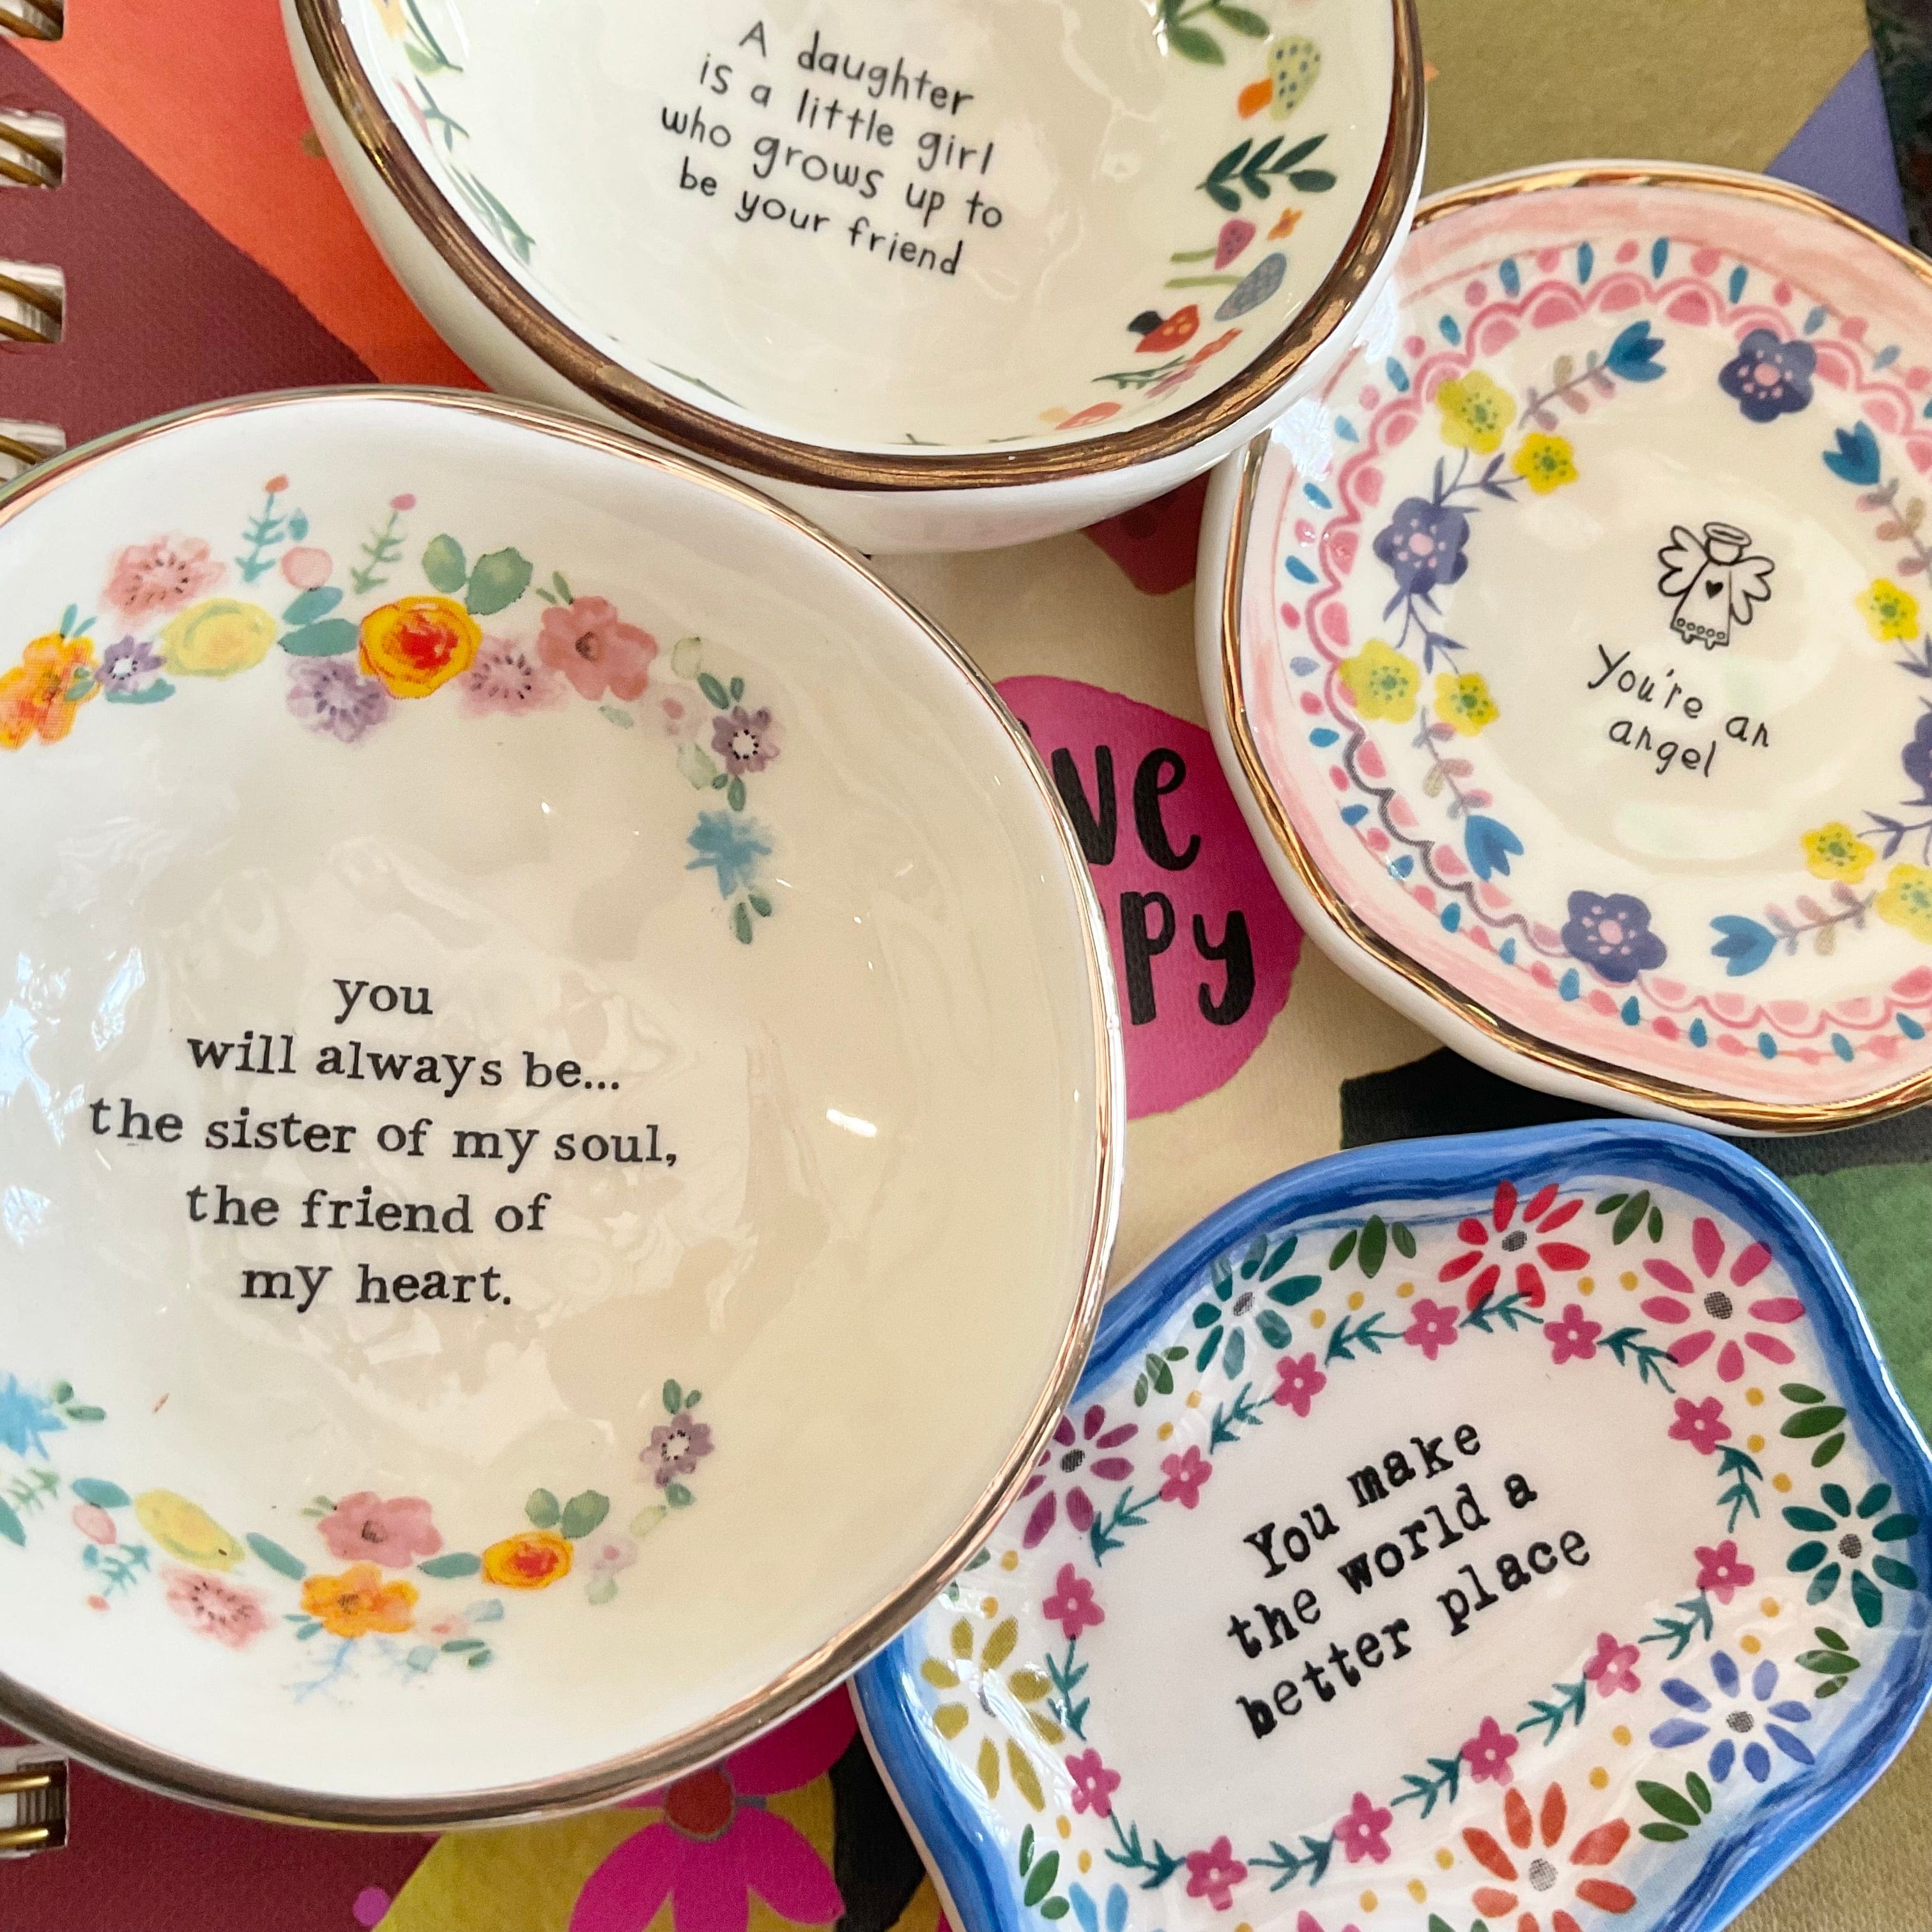 A daughter
is a little girl
who grows up to
be your friend
You're an
angel
you
will always be...
the sister of my soul,
the friend of
my heart.
You make
the world a
better place